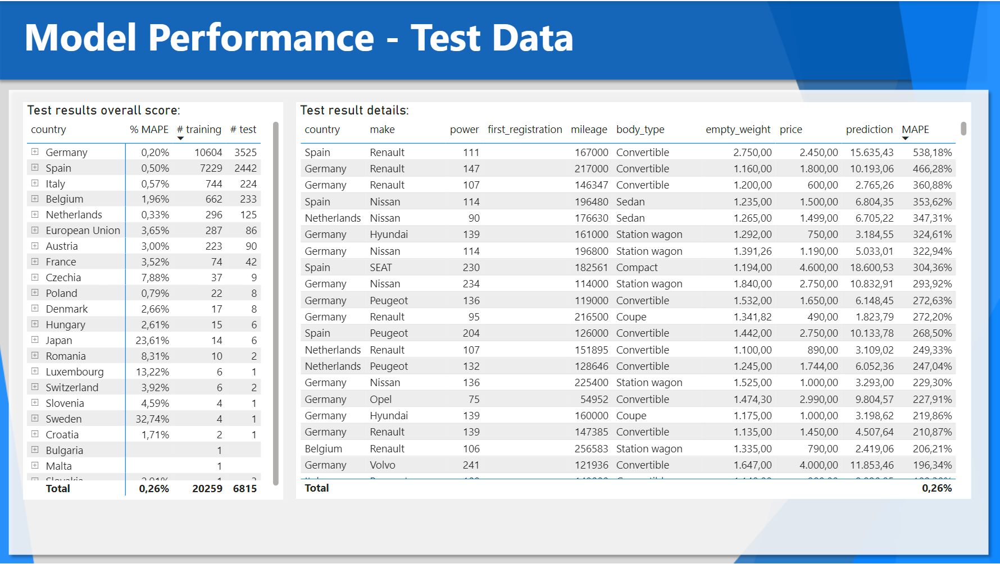 Model Performance - Test Data
Test results overall score:
country % MAPE # training # test
Germany 0,20% 10604 3525
Spain 0,50% 7229 2442
Italy 0,57% 744 224
Belgium 1,96% 662 233
Netherlands 0,33% 296 125
European Union 3,65% 287 86
Austria 3,00% 223 90
France 3,52% 74 42
Czechia 7,88% 37 9
Poland 0,79% 22 8
Denmark 2,66% 17 8
Hungary 2,61% 15 6
Japan 23,61% 14 6
Romania 8,31% 10 2
Luxembourg 13,22% 6 1
Switzerland 3,92% 6 2
Slovenia 4,59% 4 1
Sweden 32,74% 4 1
Croatia 1,71% 2 1
Bulgaria 1
Malta 1
Total 0,26% 20259 6815
Test result details:
country make power first_registration mileage body_type empty_weight price prediction MAPE
Spain Renault 111 167000 Convertible 2.750,00 2.450,00 15.635,43 538,18%
Germany Renault 147 217000 Convertible 1.160,00 1.800,00 10.193,06 466,28%
Germany Renault 107 146347 Convertible 1.200,00 600,00 2.765,26 360,88%
Spain Nissan 114 196480 Sedan 1.235,00 1.500,00 6.804,35 353,62%
Netherlands Nissan 90 176630 Sedan 1.265,00 1.499,00 6.705,22 347,31%
Germany Hyundai 139 161000 Station wagon 1.292,00 750,00 3.184,55 324,61%
Germany Nissan 114 196800 Station wagon 1.391,26 1.190,00 5.033,01 322,94%
Spain SEAT 230 182561 Compact 1.194,00 4.600,00 18.600,53 304,36%
Germany Nissan 234 114000 Station wagon 1.840,00 2.750,00 10.832,91 293,92%
Germany Peugeot 136 119000 Convertible 1.532,00 1.650,00 6.148,45 272,63%
Germany Renault 95 216500 Coupe 1.341,82 490,00 1.823,79 272,20%
Spain Peugeot 204 126000 Convertible 1.442,00 2.750,00 10.133,78 268,50%
Netherlands Renault 107 151895 Convertible 1.100,00 890,00 3.109,02 249,33%
Netherlands Peugeot 132 128646 Convertible 1.245,00 1.744,00 6.052,36 247,04%
Germany Nissan 136 225400 Station wagon 1.525,00 1.000,00 3.293,00 229,30%
Germany Opel 75 54952 Convertible 1.474,30 2.990,00 9.804,57 227,91%
Germany Hyundai 139 160000 Coupe 1.175,00 1.000,00 3.198,62 219,86%
Germany Renault 139 147385 Convertible 1.135,00 1.450,00 4.507,64 210,87%
Belgium Renault 106 256583 Station wagon 1.335,00 790,00 2.419,06 206,21%
Germany Volvo 241 121936 Convertible 1.647,00 4.000,00 11.853,46 196,34%
Total 0,26%